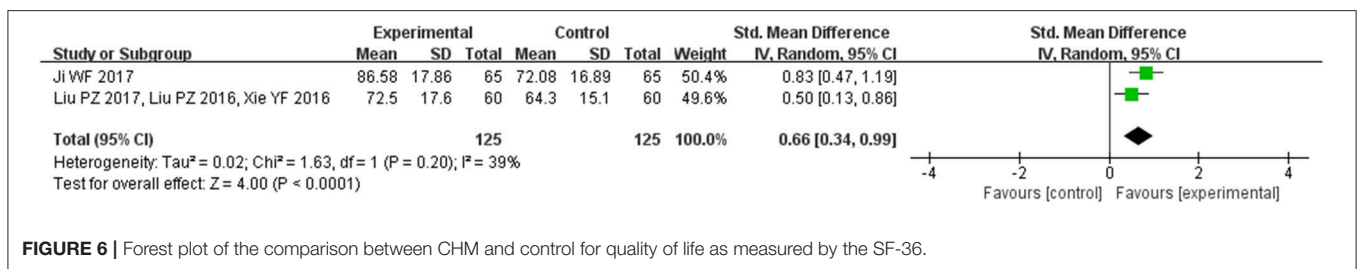 Experimental Control Std. Mean Difference Std. Mean Difference
Study or Subgroup Mean SD Total Mean SD Total Weight IV, Random, 95% CI IV, Random, 95% CI
Ji WF 2017 86.58 17.86 65 72.08 16.89 65 50.4% 0.83 [0.47, 1.19]
Liu PZ 2017, Liu PZ 2016, Xie YF 2016 72.5 17.6 60 64.3 15.1 60 49.6% 0.50 [0.13, 0.86]
Total (95% CI) 125 125 100.0% 0.66 [0.34, 0.99]
Heterogeneity: Tau² = 0.02; Chi² = 1.63, df = 1 (P = 0.20); I² = 39%
Test for overall effect: Z = 4.00 (P < 0.0001)
-4 -2 0 2 4
Favours [control] Favours [experimental]
FIGURE 6 | Forest plot of the comparison between CHM and control for quality of life as measured by the SF-36.